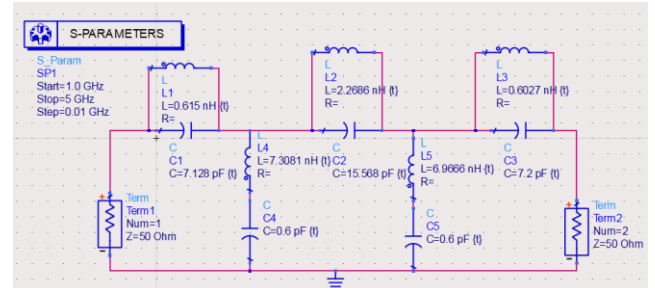 S-PARAMETERS
S_Param
SP1
Start=1.0 GHz
Stop=5 GHz
Step=0.01 GHz
L
L1
L=0.615 nH {t}
R=
C
C1
C=7.128 pF {t}
L
L2
L=2.2686 nH {t}
R=
C
C2
C=15.568 pF {t}
L
L3
L=0.6027 nH {t}
R=
C
C3
C=7.2 pF {t}
L
L4
L=7.3081 nH {t}
R=
C
C4
C=0.6 pF {t}
L
L5
L=6.9666 nH {t}
R=
C
C5
C=0.6 pF {t}
Term
Term1
Num=1
Z=50 Ohm
Term
Term2
Num=2
Z=50 Ohm